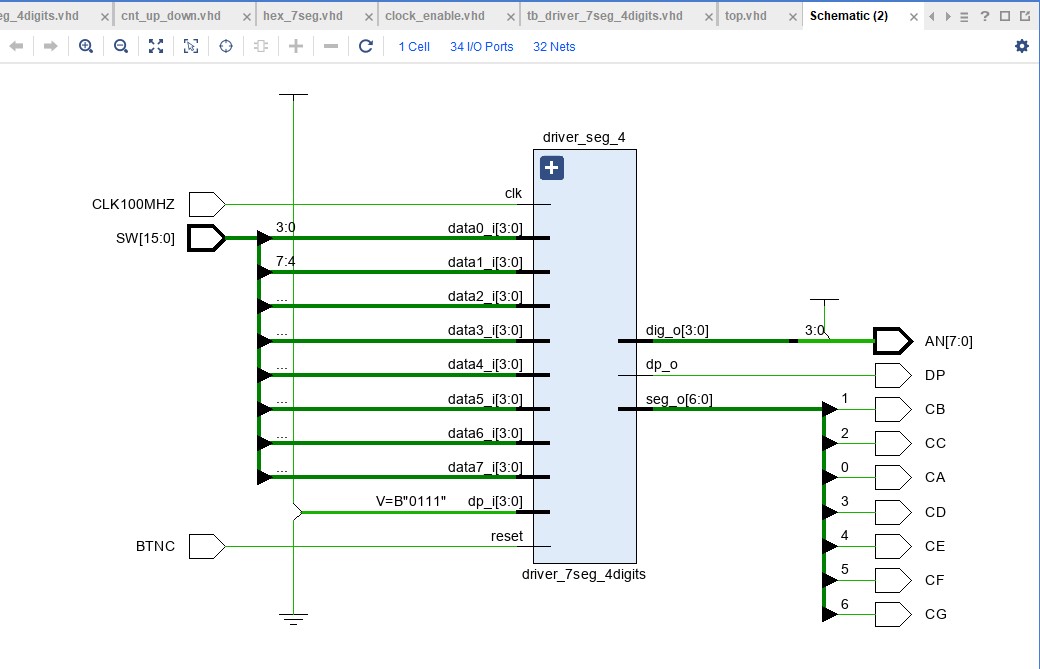 eg_4digits.vhd cnt_up_down.vhd hex_7seg.vhd clock_enable.vhd tb_driver_7seg_4digits.vhd top.vhd Schematic (2)
1 Cell 34 I/O Ports 32 Nets
driver_seg_4
CLK100MHZ clk
SW[15:0] 3:0 data0_i[3:0]
7:4 data1_i[3:0]
... data2_i[3:0]
... data3_i[3:0] dig_o[3:0] 3:0 AN[7:0]
... data4_i[3:0] dp_o DP
... data5_i[3:0] seg_o[6:0] 1 CB
... data6_i[3:0] 2 CC
... data7_i[3:0] 0 CA
V=B"0111" dp_i[3:0] 3 CD
BTNC reset 4 CE
driver_7seg_4digits 5 CF
6 CG